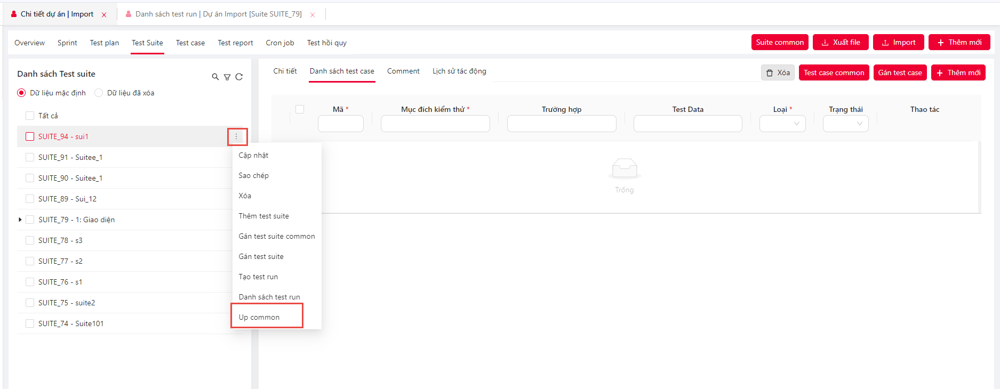 Chi tiết dự án | Import
Danh sách test run | Dự án Import [Suite SUITE_79]
Overview Sprint Test plan Test Suite Test case Test report Cron job Test hồi quy
Suite common Xuất file Import Thêm mới
Danh sách Test suite
Dữ liệu mặc định Dữ liệu đã xóa
Tất cả
SUITE_94 - sui1
SUITE_91 - Suitee_1
SUITE_90 - Suitee_1
SUITE_89 - Sui_12
SUITE_79 - 1: Giao diện
SUITE_78 - s3
SUITE_77 - s2
SUITE_76 - s1
SUITE_75 - suite2
SUITE_74 - Suite101
Cập nhật
Sao chép
Xóa
Thêm test suite
Gán test suite common
Gán test suite
Tạo test run
Danh sách test run
Up common
Chi tiết Danh sách test case Comment Lịch sử tác động
Xóa Test case common Gán test case Thêm mới
Mã * Mục đích kiểm thử * Trường hợp Test Data Loại * Trạng thái Thao tác
Trống